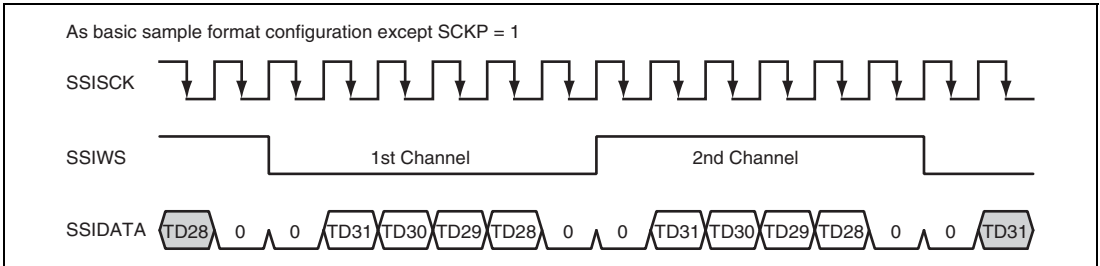 As basic sample format configuration except SCKP = 1
SSISCK
SSIWS 1st Channel 2nd Channel
SSIDATA TD28 0 0 TD31 TD30 TD29 TD28 0 0 TD31 TD30 TD29 TD28 0 0 TD31